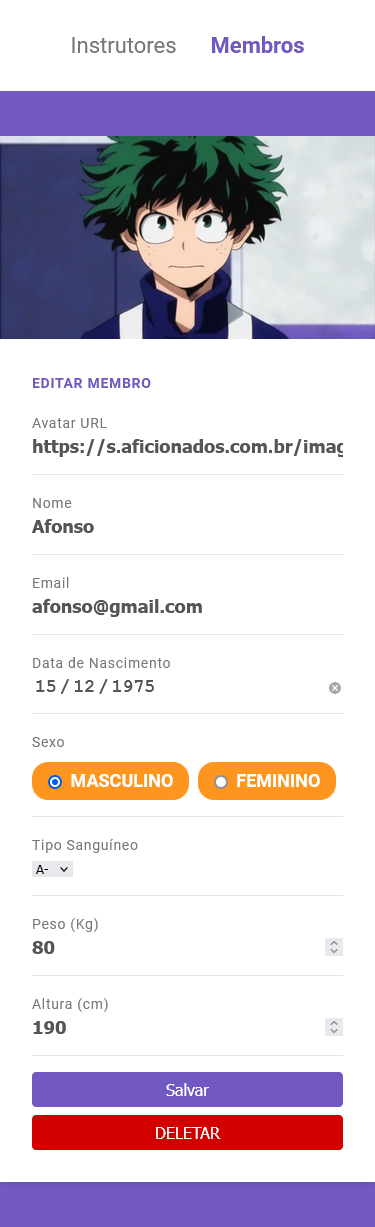 Instrutores Membros
EDITAR MEMBRO
Avatar URL
https://s.aficionados.com.br/imag
Nome
Afonso
Email
afonso@gmail.com
Data de Nascimento
15 / 12 / 1975
Sexo
MASCULINO FEMININO
Tipo Sanguíneo
A-
Peso (Kg)
80
Altura (cm)
190
Salvar
DELETAR